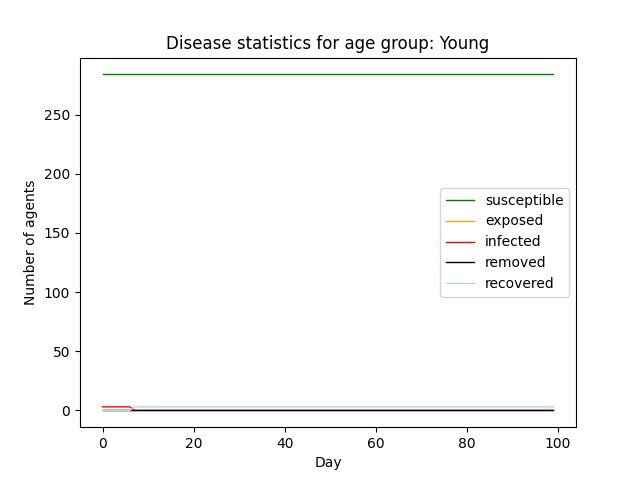 Disease statistics for age group: Young
Number of agents
250
200
150
100
50
0
susceptible
exposed
infected
removed
recovered
0 20 40 60 80 100
Day